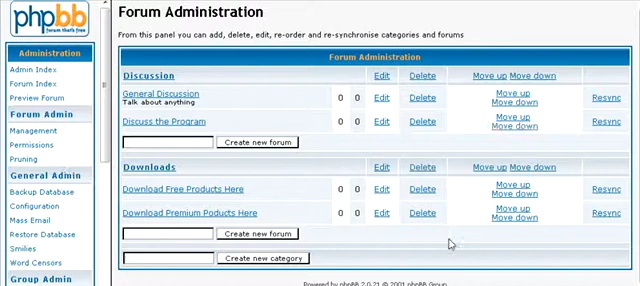 phpBB
forum that's free
Administration
Admin Index
Forum Index
Preview Forum
Forum Admin
Management
Permissions
Pruning
General Admin
Backup Database
Configuration
Mass Email
Restore Database
Smilies
Word Censors
Group Admin
Forum Administration
From this panel you can add, delete, edit, re-order and re-synchronise categories and forums
Forum Administration
Discussion Edit Delete Move up Move down
General Discussion 0 0 Edit Delete Move up Resync
Talk about anything Move down
Discuss the Program 0 0 Edit Delete Move up Resync
Move down
Create new forum
Downloads Edit Delete Move up Move down
Download Free Products Here 0 0 Edit Delete Move up Resync
Move down
Download Premium Poducts Here 0 0 Edit Delete Move up Resync
Move down
Create new forum
Create new category
Powered by phpBB 2.0.21 © 2001 phpBB Group